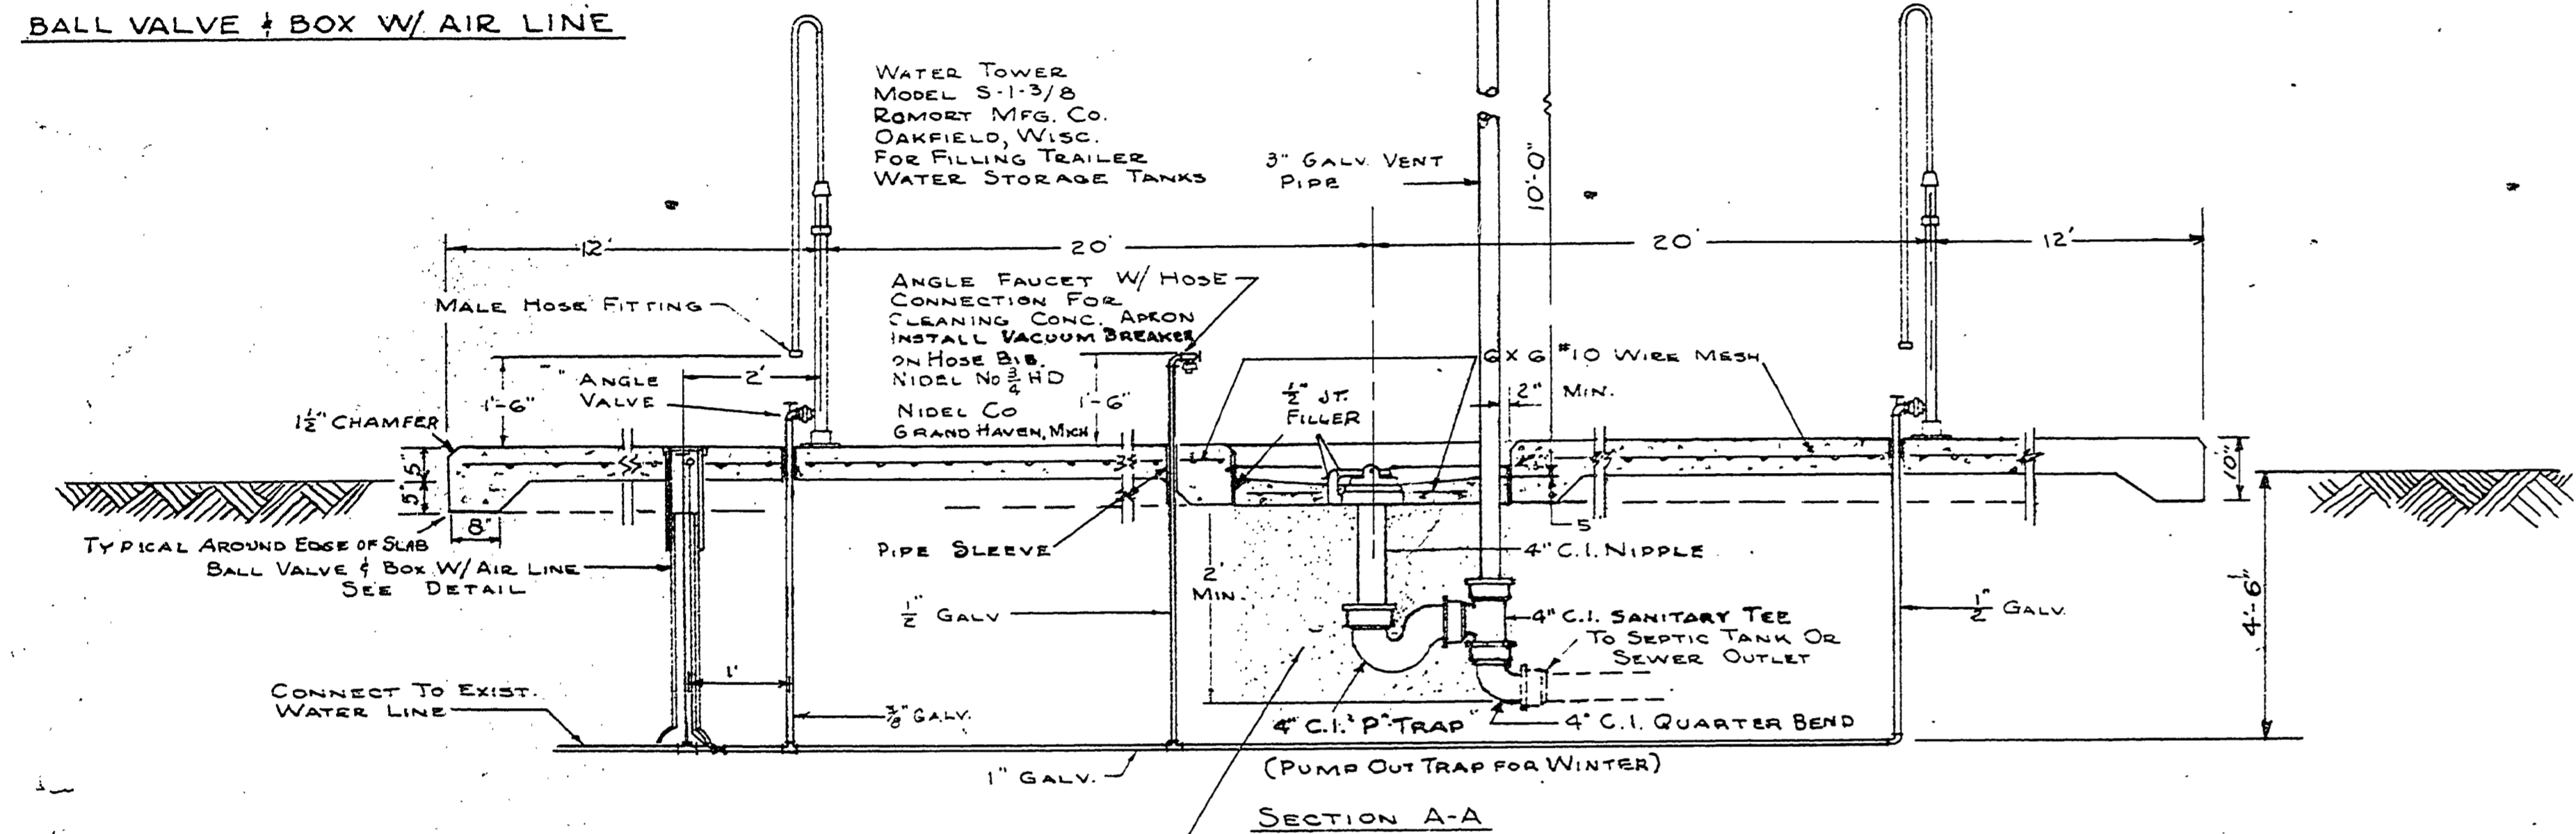 BALL VALVE & BOX W/ AIR LINE
WATER TOWER
MODEL S-1-3/8
ROMORT MFG. CO.
OAKFIELD, WISC.
FOR FILLING TRAILER
WATER STORAGE TANKS
3" GALV. VENT
PIPE
10'-0"
12'
20'
20'
12'
MALE HOSE FITTING
ANGLE FAUCET W/ HOSE
CONNECTION FOR
CLEANING CONC. APRON
INSTALL VACUUM BREAKER
ON HOSE BIB.
NIDEL No 3/4 HD
NIDEL CO
GRAND HAVEN, MICH
1'-6"
2'
" ANGLE
VALVE
1'-6"
1/2" JT.
FILLER
6 X 6 #10 WIRE MESH
2" MIN.
1 1/2" CHAMFER
5"
5"
8"
10"
TYPICAL AROUND EDGE OF SLAB
BALL VALVE & BOX W/ AIR LINE
SEE DETAIL
PIPE SLEEVE
5"
4" C.I. NIPPLE
2'
MIN.
1/2" GALV
4" C.I. SANITARY TEE
TO SEPTIC TANK OR
SEWER OUTLET
1/2" GALV.
4'-6"
1'
CONNECT TO EXIST.
WATER LINE
GALV.
4" C.I. "P" TRAP
4" C.I. QUARTER BEND
1" GALV.
(PUMP OUT TRAP FOR WINTER)
SECTION A-A